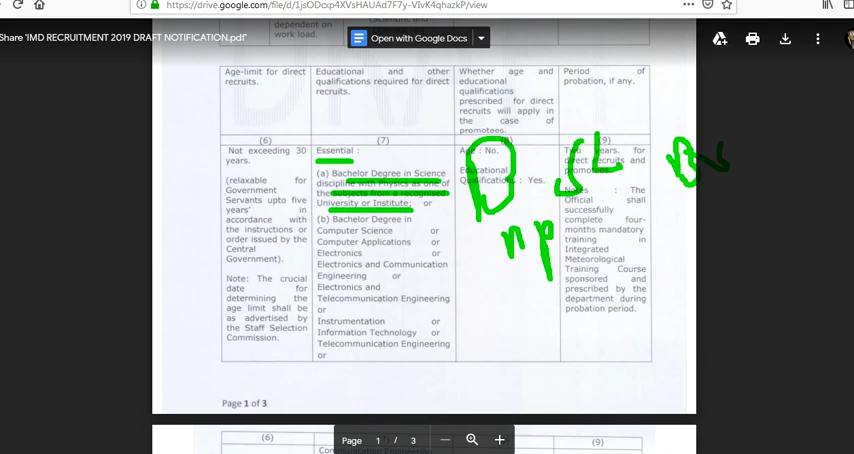 https://drive.google.com/file/d/1jsODcxp4XVsHAUAd7F7y-VIvK4qhazkP/view
dependent on
work load.
Share 'IMD RECRUITMENT 2019 DRAFT NOTIFICATION.pdf'
Open with Google Docs
Age-limit for direct
recruits.
Educational and other
qualifications required for direct
recruits.
Whether age and
educational
qualifications
prescribed for direct
recruits will apply in
the case of
promotees.
Period of
probation, if any.
(6)
(7)
(9)
Not exceeding 30
years.
(relaxable for
Government
Servants upto five
years' in
accordance with
the instructions or
order issued by the
Central
Government).
Note: The crucial
date for
determining the
age limit shall be
as advertised by
the Staff Selection
Commission.
Essential :
(a) Bachelor Degree in Science
discipline with Physics as one of
the subjects from a recognised
University or Institute; or
(b) Bachelor Degree in
Computer Science or
Computer Applications or
Electronics or
Electronics and Communication
Engineering or
Electronics and
Telecommunication Engineering
or
Instrumentation or
Information Technology or
Telecommunication Engineering
or
Age : No.
Educational
Qualifications : Yes.
Two years. for
direct recruits and
promotees.
Notes : The
Official shall
successfully
complete four-
months mandatory
training in
Integrated
Meteorological
Training Course
sponsored and
prescribed by the
department during
probation period.
np
Page 1 of 3
Page 1 / 3
(6)
(9)